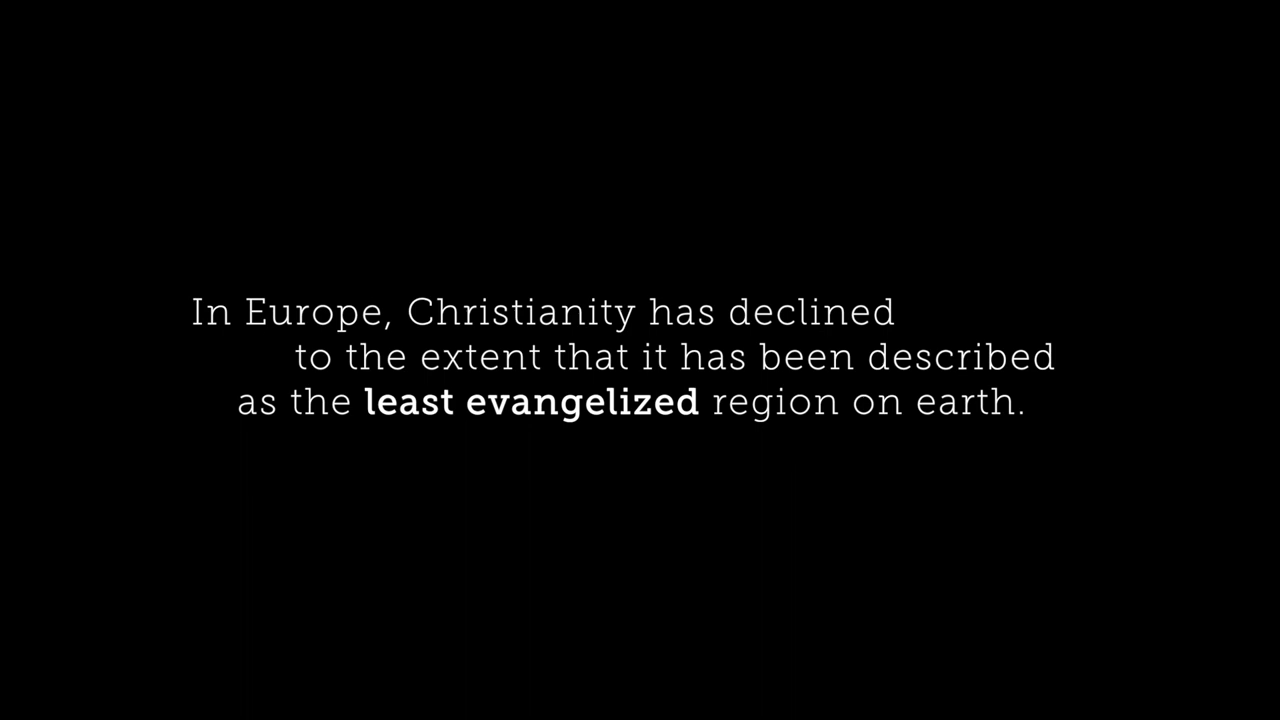 In Europe, Christianity has declined
to the extent that it has been described
as the least evangelized region on earth.